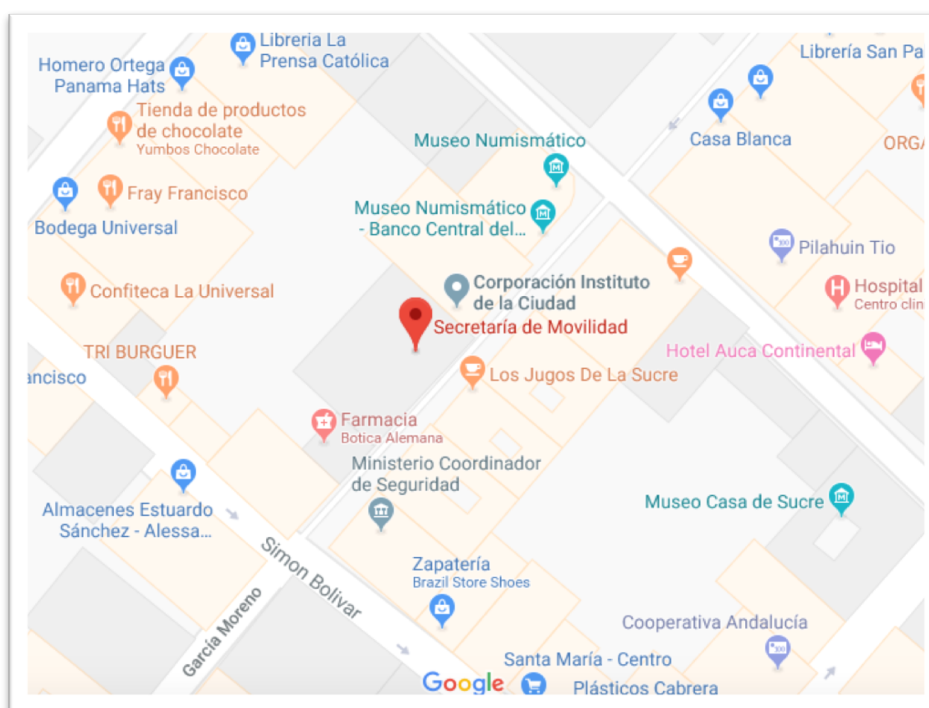 Homero Ortega
Panama Hats
Libreria La
Prensa Católica
Librería San Pa
Tienda de productos
de chocolate
Yumbos Chocolate
Museo Numismático
Casa Blanca
ORGA
Fray Francisco
Bodega Universal
Museo Numismático
- Banco Central del...
Pilahuin Tio
Confiteca La Universal
Corporación Instituto
de la Ciudad
Hospital
Centro clin
Secretaría de Movilidad
TRI BURGUER
Hotel Auca Continental
ancisco
Los Jugos De La Sucre
Farmacia
Botica Alemana
Ministerio Coordinador
de Seguridad
Almacenes Estuardo
Sánchez - Alessa...
Museo Casa de Sucre
Simon Bolivar
Zapatería
Brazil Store Shoes
García Moreno
Cooperativa Andalucía
Santa María - Centro
Google
Plásticos Cabrera